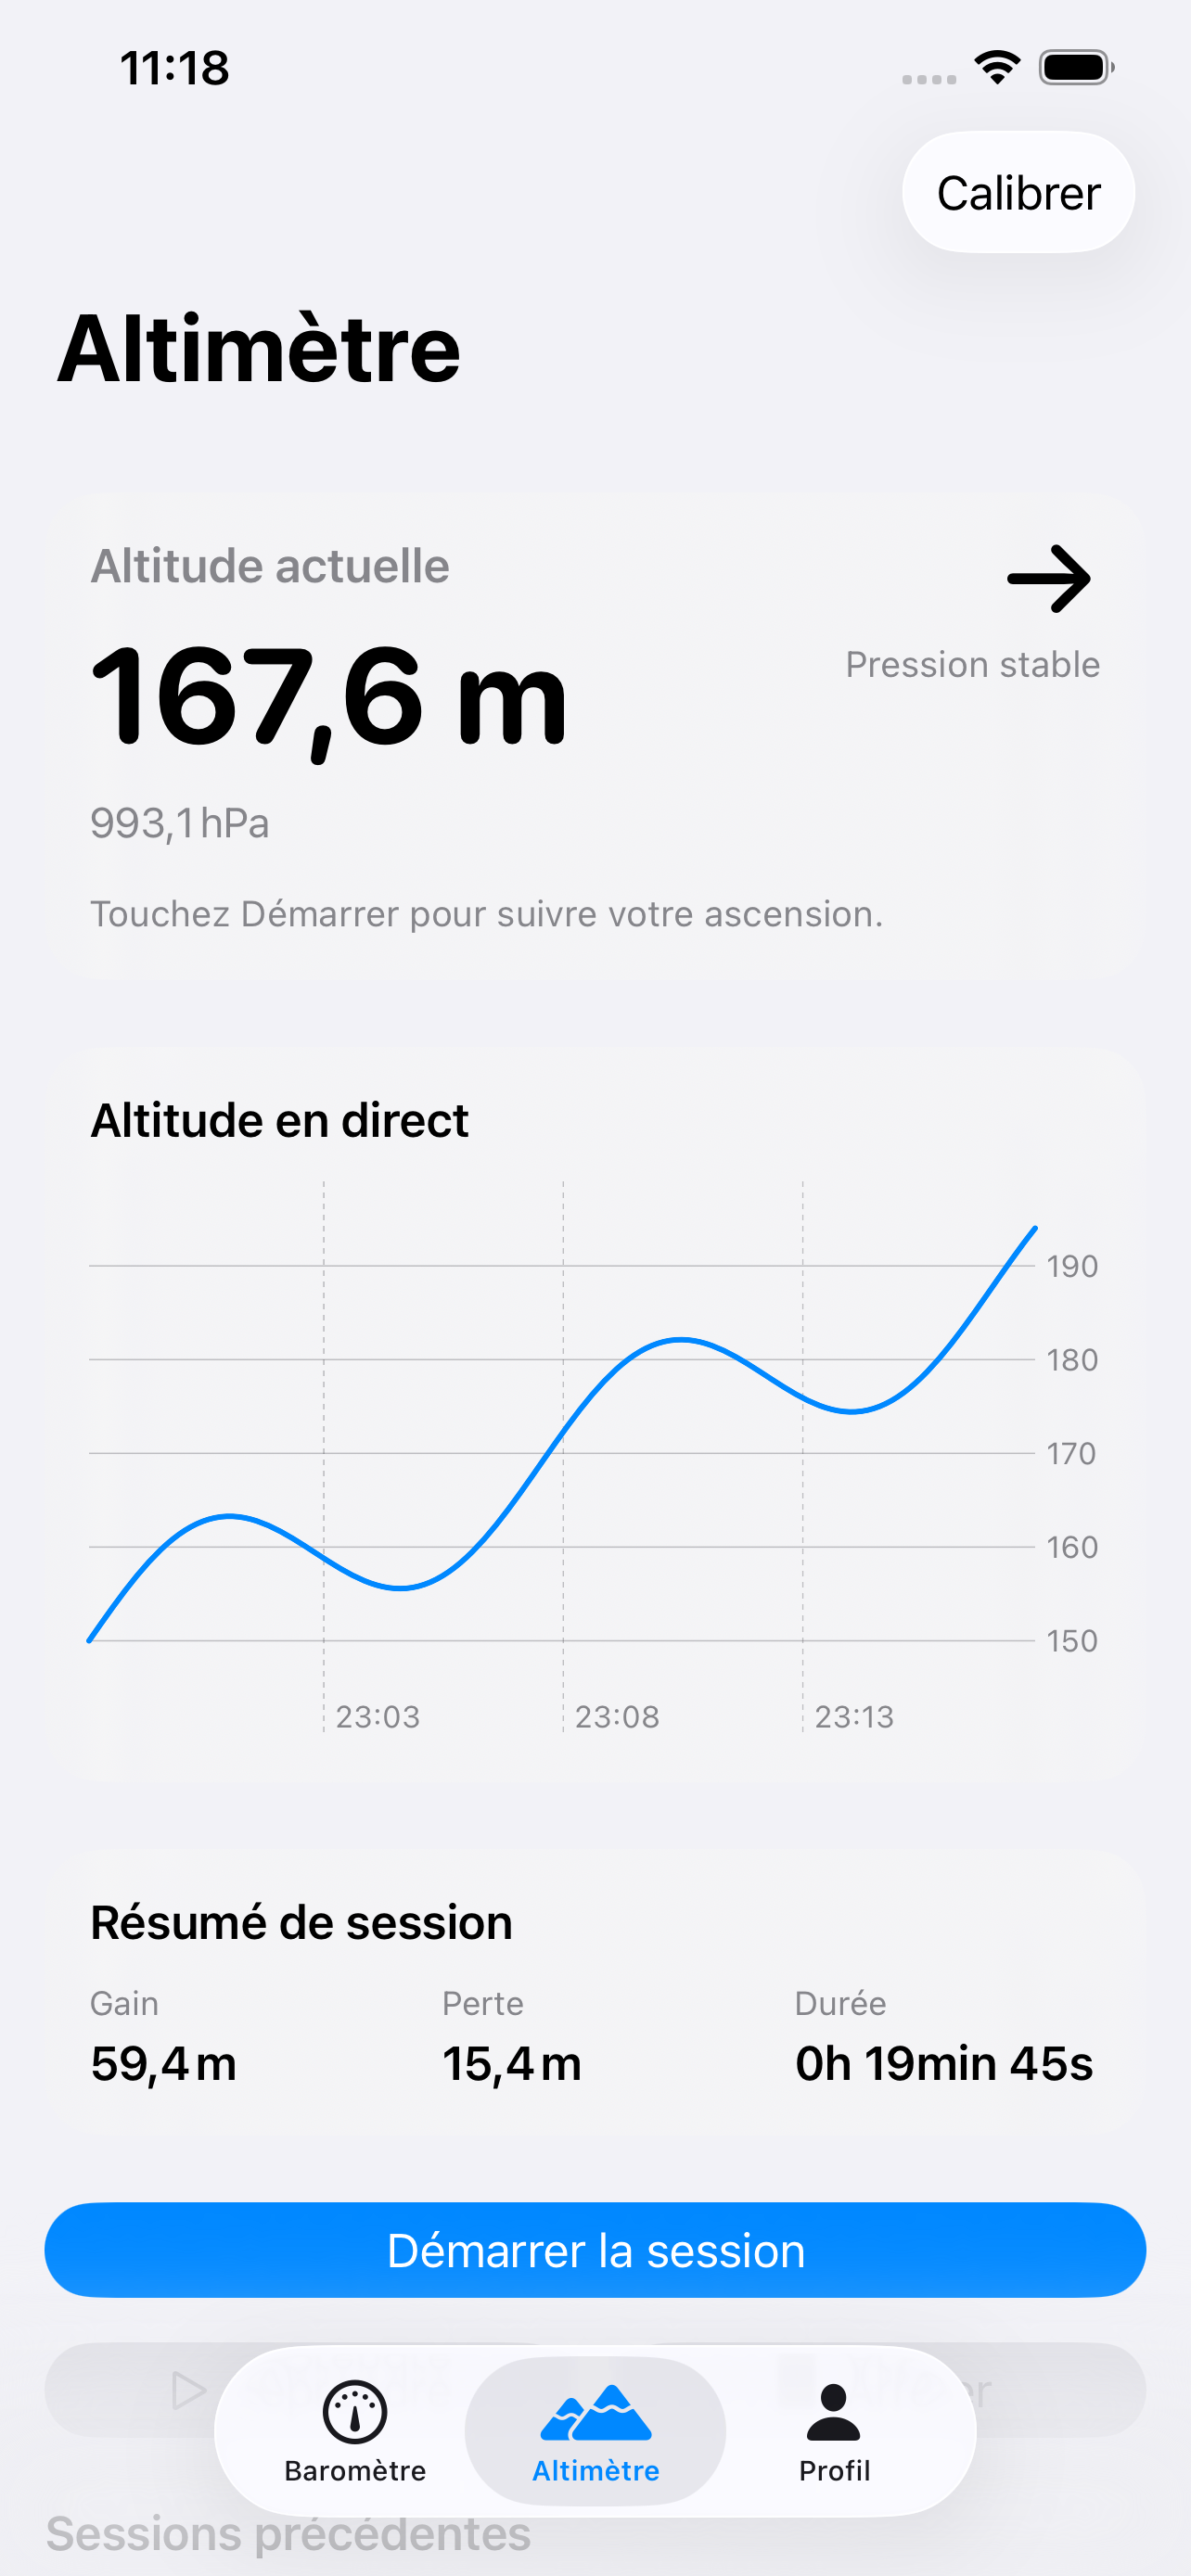 11:18
Calibrer
Altimètre
Altitude actuelle
167,6 m
Pression stable
993,1 hPa
Touchez Démarrer pour suivre votre ascension.
Altitude en direct
190
180
170
160
150
23:03 23:08 23:13
Résumé de session
Gain Perte Durée
59,4 m 15,4 m 0h 19min 45s
Démarrer la session
Baromètre Altimètre Profil
Sessions précédentes